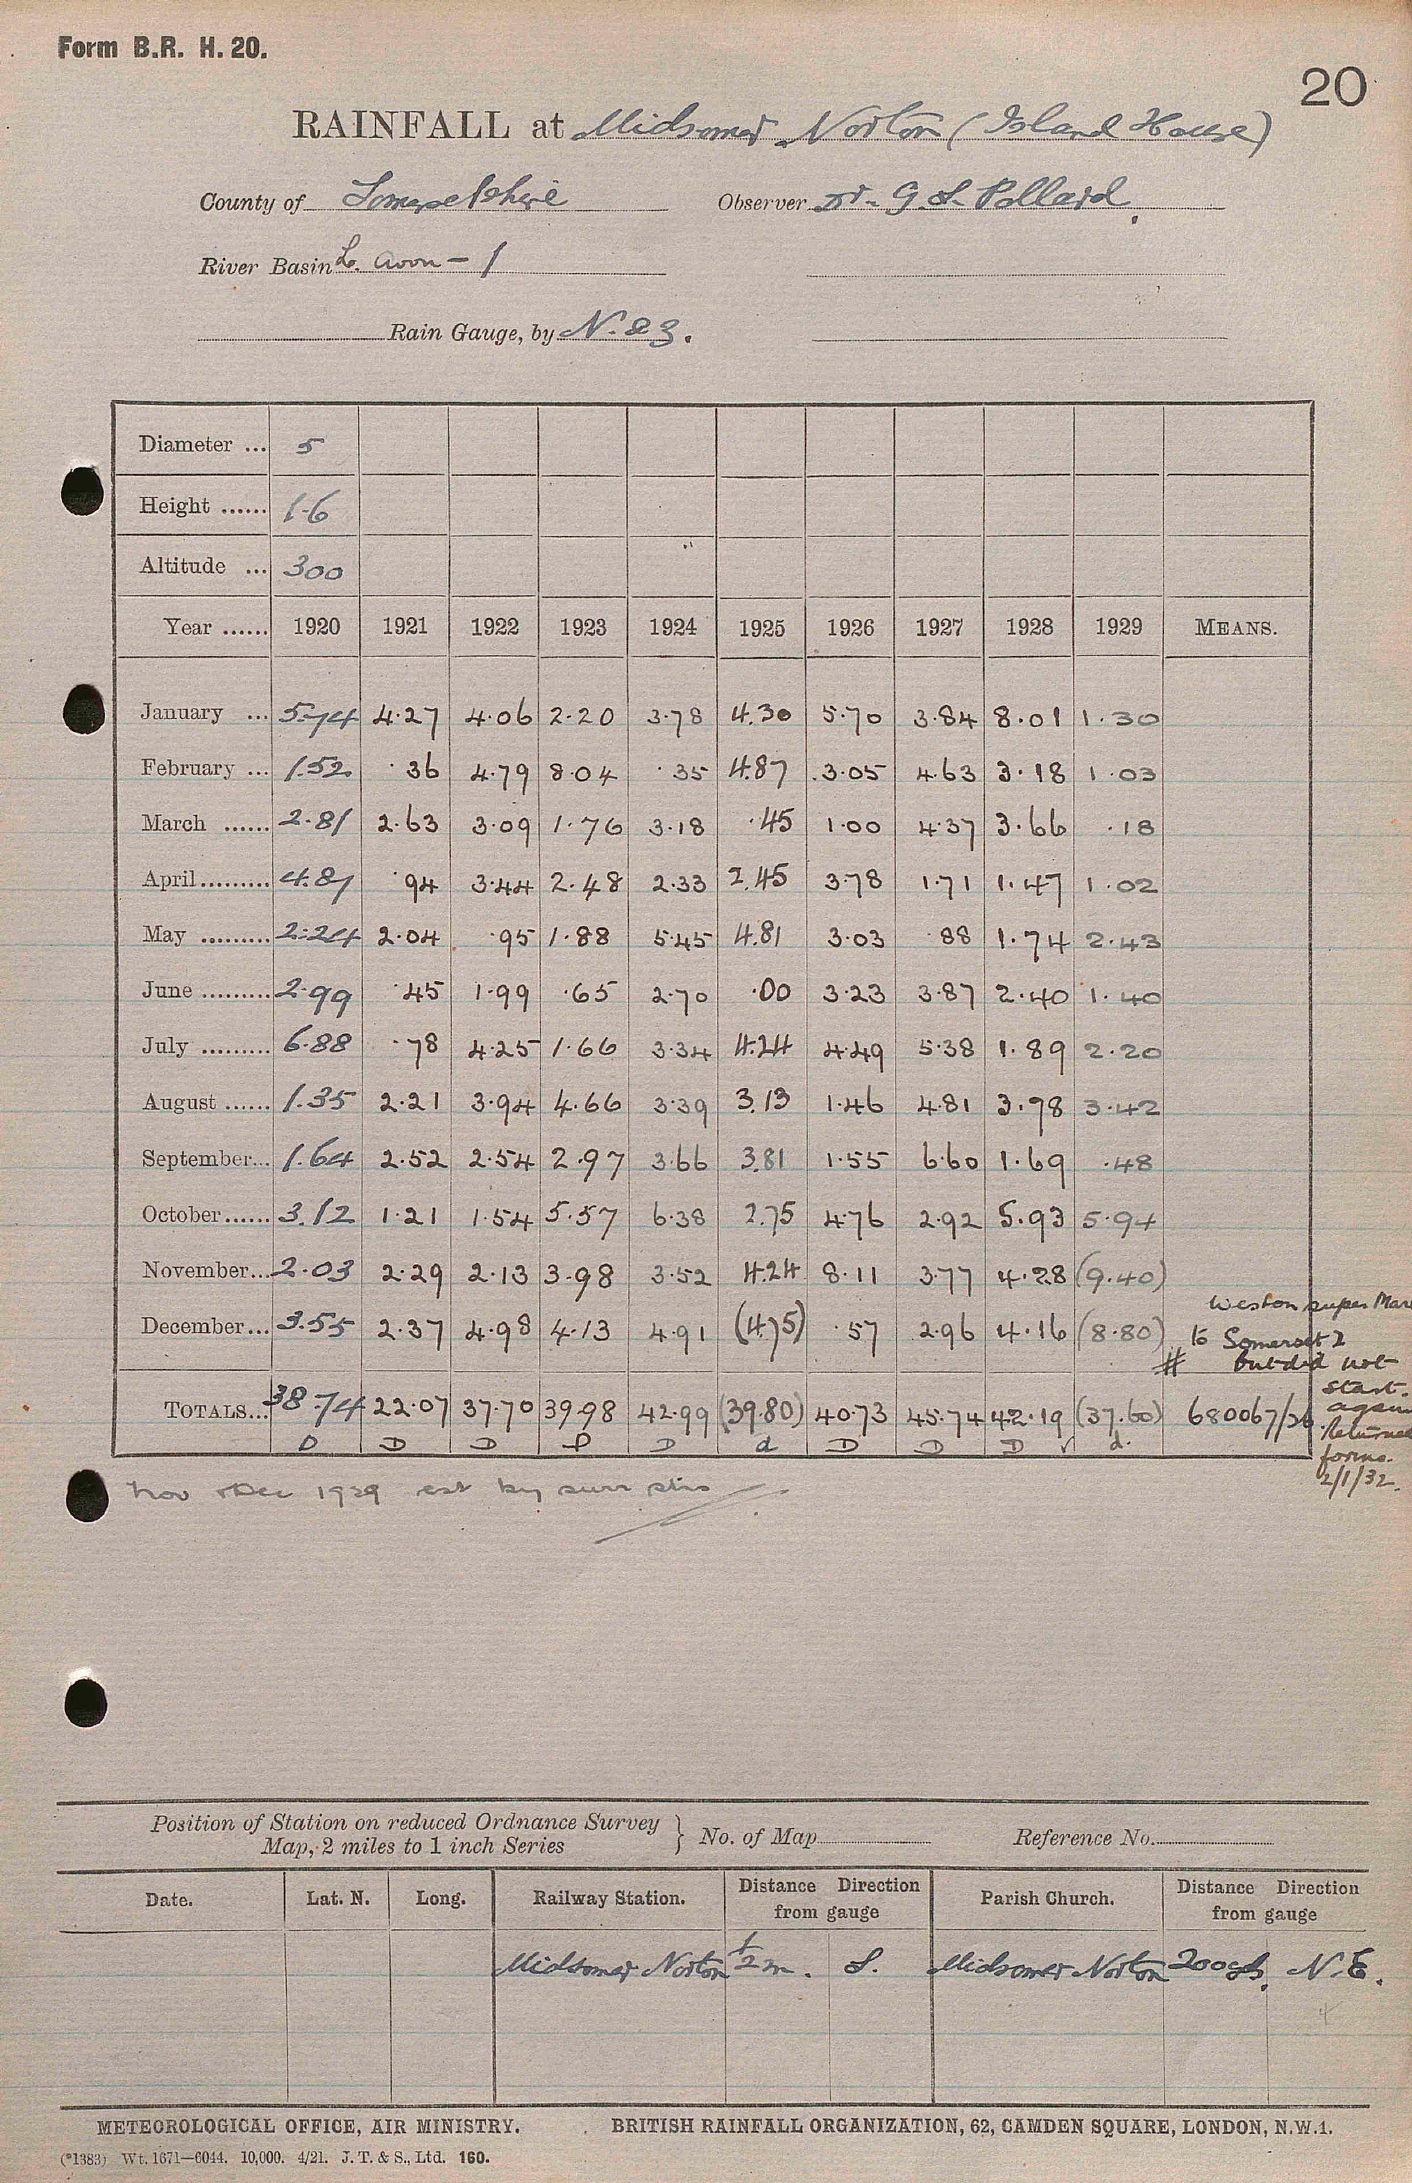 Form B.R. H. 20.
20
RAINFALL at Midsomer Norton (Island House)
County of Somersetshire Observer Dr. G. S. Pollard.
River Basin L. Avon - 1
Rain Gauge, by N. & Z.
Diameter ... 5
Height ...... 1-6
Altitude ... 300
Year ...... 1920 1921 1922 1923 1924 1925 1926 1927 1928 1929 MEANS.
January ... 5.74 4.27 4.06 2.20 3.78 4.30 5.70 3.84 8.01 1.30
February ... 1.52 .36 4.79 8.04 .35 4.87 3.05 4.63 3.18 1.03
March ...... 2.81 2.63 3.09 1.76 3.18 .45 1.00 4.37 3.66 .18
April ......... 4.87 .94 3.44 2.48 2.33 2.45 3.78 1.71 1.47 1.02
May ......... 2.24 2.04 .95 1.88 5.45 4.81 3.03 .88 1.74 2.43
June ......... 2.99 .45 1.99 .65 2.70 .00 3.23 3.87 2.40 1.40
July ......... 6.88 .78 4.25 1.66 3.34 4.24 4.49 5.38 1.89 2.20
August ...... 1.35 2.21 3.94 4.66 3.39 3.13 1.46 4.81 3.98 3.42
September... 1.64 2.52 2.54 2.97 3.66 3.81 1.55 6.60 1.69 .48
October...... 3.12 1.21 1.54 5.57 6.38 2.75 4.76 2.92 5.93 5.94
November... 2.03 2.29 2.13 3.98 3.52 4.24 8.11 3.77 4.28 (9.40)
December... 3.55 2.37 4.98 4.13 4.91 (4.75) .57 2.96 4.16 (8.80)
Weston super Mare
to Somerset 2
# but did not
start
again.
Returned
forms.
2/1/32.
TOTALS... 38.74 22.07 37.70 39.98 42.99 (39.80) 40.73 45.74 42.19 (37.60) 680067/26
D D D D D d D D D ✓ d.
Nov + Dec 1929 est by surr stns
Position of Station on reduced Ordnance Survey
Map, 2 miles to 1 inch Series } No. of Map Reference No.
Date. Lat. N. Long. Railway Station. Distance Direction from gauge Parish Church. Distance Direction from gauge
Midsomer Norton 1/2 m. S. Midsomer Norton 200 yds. N.E.
METEOROLOGICAL OFFICE, AIR MINISTRY. BRITISH RAINFALL ORGANIZATION, 62, CAMDEN SQUARE, LONDON, N.W.1.
(*1383) Wt. 1671—6044. 10,000. 4/21. J. T. & S., Ltd. 160.